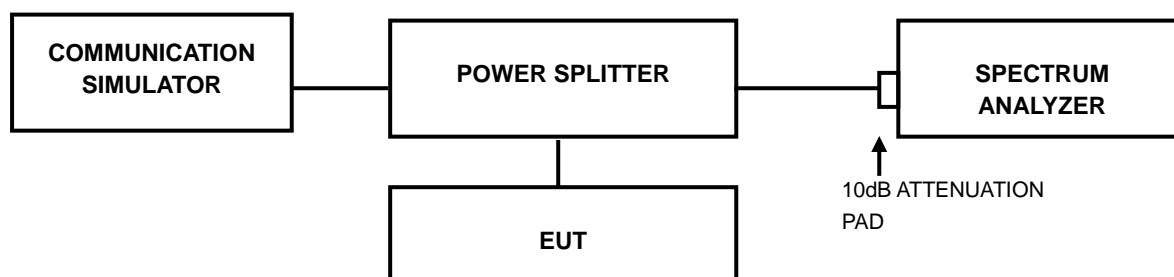 COMMUNICATION
SIMULATOR
POWER SPLITTER
SPECTRUM
ANALYZER
10dB ATTENUATION
PAD
EUT